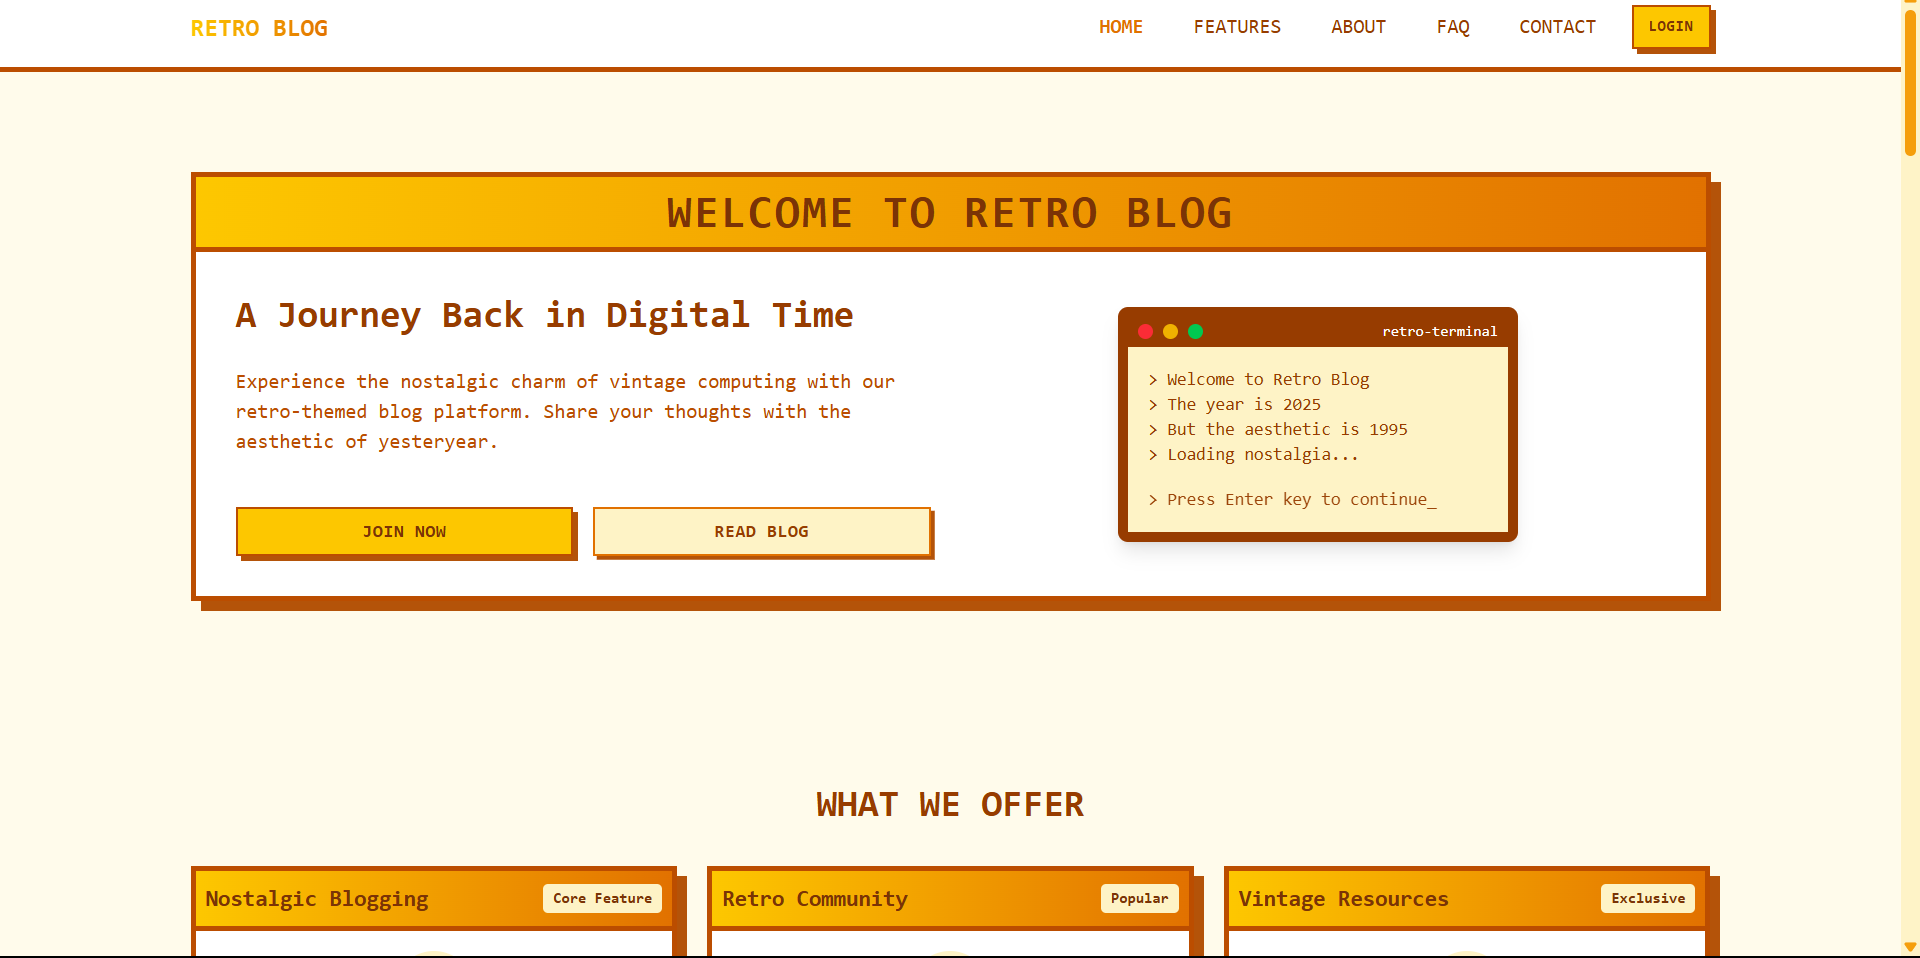 RETRO BLOG
HOME FEATURES ABOUT FAQ CONTACT LOGIN
WELCOME TO RETRO BLOG
A Journey Back in Digital Time
Experience the nostalgic charm of vintage computing with our
retro-themed blog platform. Share your thoughts with the
aesthetic of yesteryear.
JOIN NOW
READ BLOG
retro-terminal
> Welcome to Retro Blog
> The year is 2025
> But the aesthetic is 1995
> Loading nostalgia...
> Press Enter key to continue_
WHAT WE OFFER
Nostalgic Blogging Core Feature
Retro Community Popular
Vintage Resources Exclusive